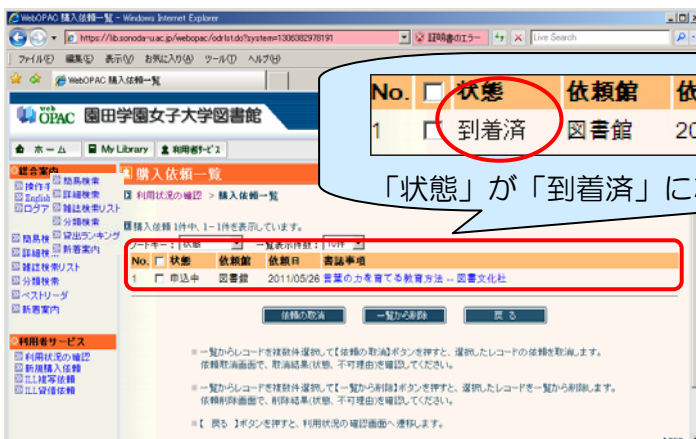 WebOPAC 購入依頼一覧 - Windows Internet Explorer
https://lib.sonoda-u.ac.jp/webopac/odrlst.do?system=1306382978191
証明書のエラー
Live Search
ファイル(F) 編集(E) 表示(V) お気に入り(A) ツール(T) ヘルプ(H)
WebOPAC 購入依頼一覧
web OPAC 園田学園女子大学図書館
ホーム My Library 利用者サービス
総合案内
簡易検索
詳細検索
雑誌検索リスト
分類検索
貸出ランキング
新着案内
English
簡易検
詳細検
雑誌検索リスト
分類検索
ベストリーダ
新着案内
利用者サービス
利用状況の確認
新規購入依頼
ILL複写依頼
ILL貸借依頼
購入依頼一覧
利用状況の確認 > 購入依頼一覧
購入依頼 1件中、1-1件を表示しています。
ソートキー: 状態 一覧表示件数: 10件
No. 状態 依頼館 依頼日 書誌事項
1 申込中 図書館 2011/05/26 言葉の力を育てる教育方法 -- 図書文化社
依頼の取消 一覧から削除 戻る
※一覧からレコードを複数件選択して【依頼の取消】ボタンを押すと、選択したレコードの依頼を取消します。
依頼取消画面で、取消結果(状態、不可理由)を確認してください。
※一覧からレコードを複数件選択して【一覧から削除】ボタンを押すと、選択したレコードを一覧から削除します。
依頼削除画面で、削除結果(状態、不可理由)を確認してください。
※【 戻る 】ボタンを押すと、利用状況の確認画面へ遷移します。
No. 状態 依頼館 依
1 到着済 図書館 20
「状態」が「到着済」に